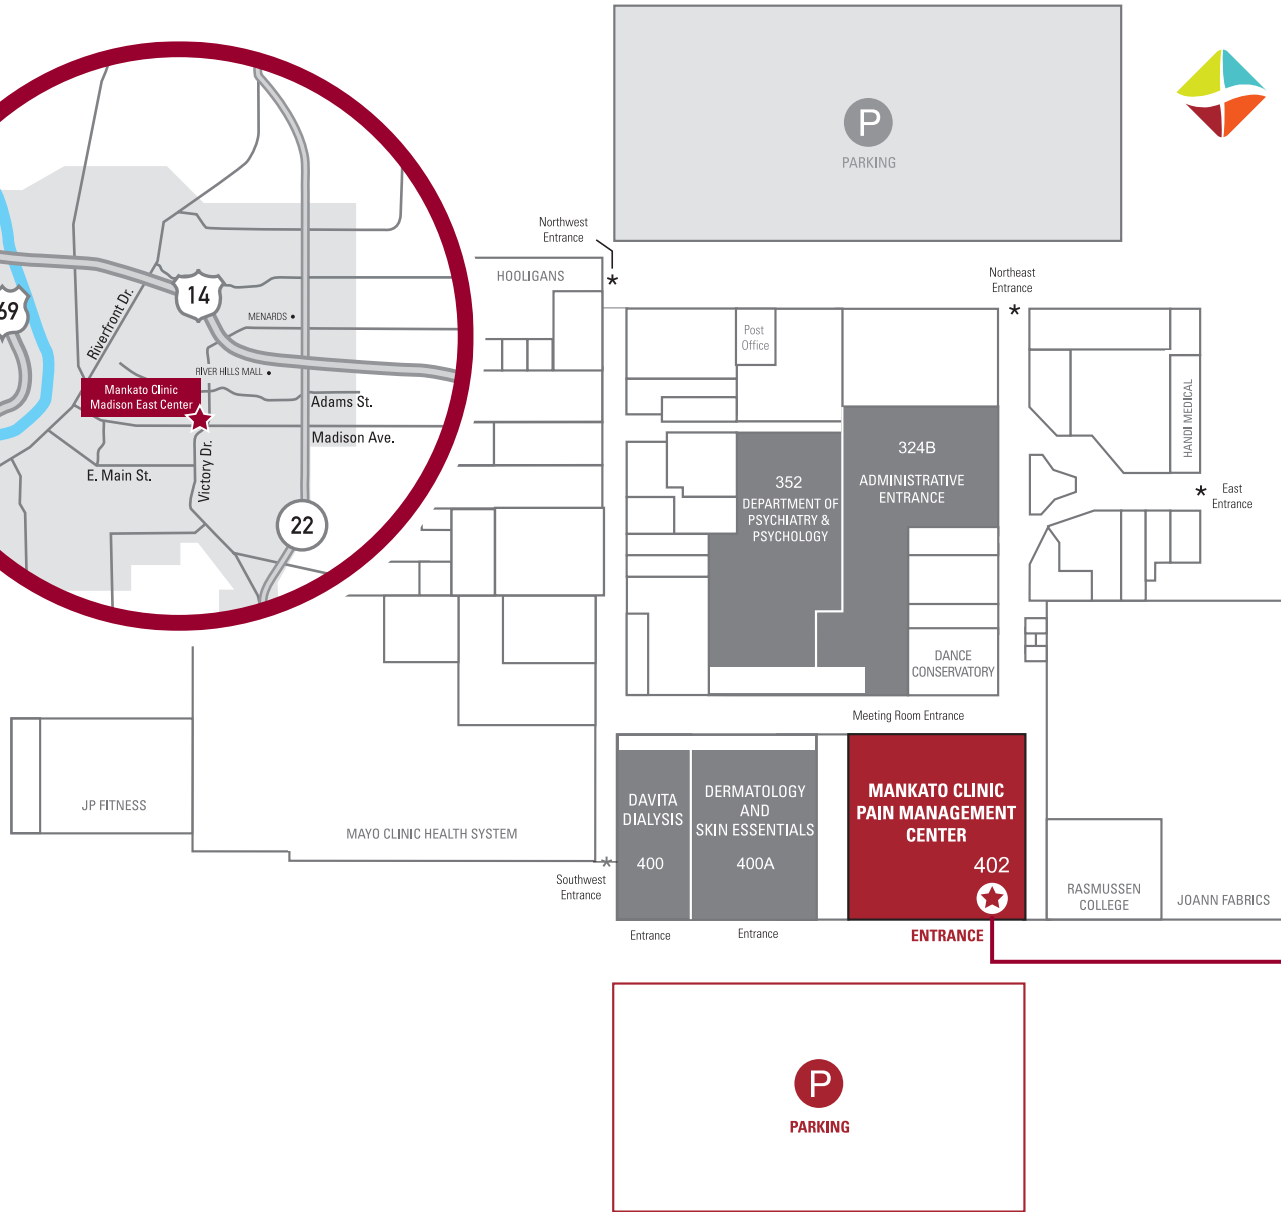 P
PARKING
Northwest
Entrance
HOOLIGANS
*
Northeast
Entrance
*
14
69
Riverfront Dr.
MENARDS •
RIVER HILLS MALL •
Mankato Clinic
Madison East Center
Adams St.
Madison Ave.
E. Main St.
Victory Dr.
22
Post
Office
HANDI MEDICAL
324B
ADMINISTRATIVE
ENTRANCE
352
DEPARTMENT OF
PSYCHIATRY &
PSYCHOLOGY
* East
Entrance
DANCE
CONSERVATORY
Meeting Room Entrance
JP FITNESS
MAYO CLINIC HEALTH SYSTEM
DAVITA
DIALYSIS
400
DERMATOLOGY
AND
SKIN ESSENTIALS
400A
MANKATO CLINIC
PAIN MANAGEMENT
CENTER
402
*
Southwest
Entrance
RASMUSSEN
COLLEGE
JOANN FABRICS
Entrance
Entrance
ENTRANCE
P
PARKING